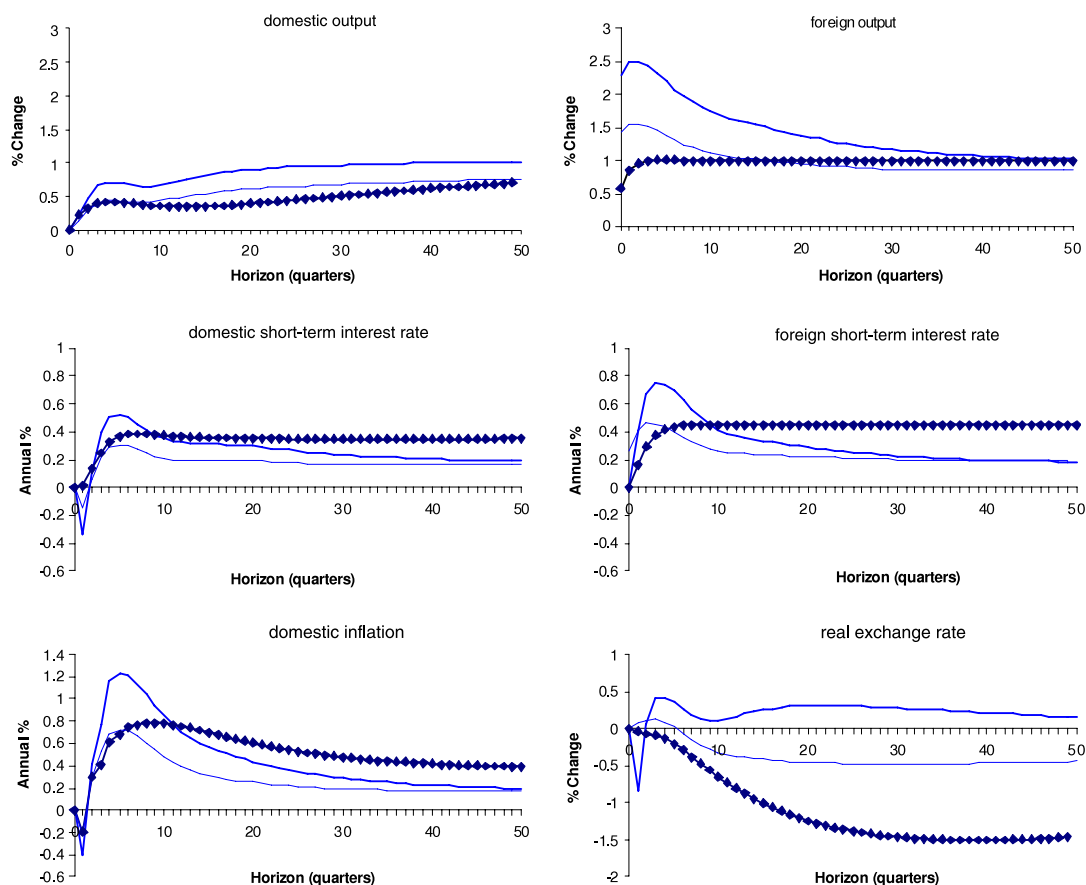 domestic output
3
2.5
2
1.5
1
0.5
0
% Change
0 10 20 30 40 50
Horizon (quarters)
foreign output
3
2.5
2
1.5
1
0.5
0
% Change
0 10 20 30 40 50
Horizon (quarters)
domestic short-term interest rate
1
0.8
0.6
0.4
0.2
0
-0.2
-0.4
-0.6
Annual %
0 10 20 30 40 50
Horizon (quarters)
foreign short-term interest rate
1
0.8
0.6
0.4
0.2
0
-0.2
-0.4
-0.6
Annual %
0 10 20 30 40 50
Horizon (quarters)
domestic inflation
1.4
1.2
1
0.8
0.6
0.4
0.2
0
-0.2
-0.4
-0.6
Annual %
0 10 20 30 40 50
Horizon (quarters)
real exchange rate
1
0.5
0
-0.5
-1
-1.5
-2
% Change
0 10 20 30 40 50
Horizon (quarters)